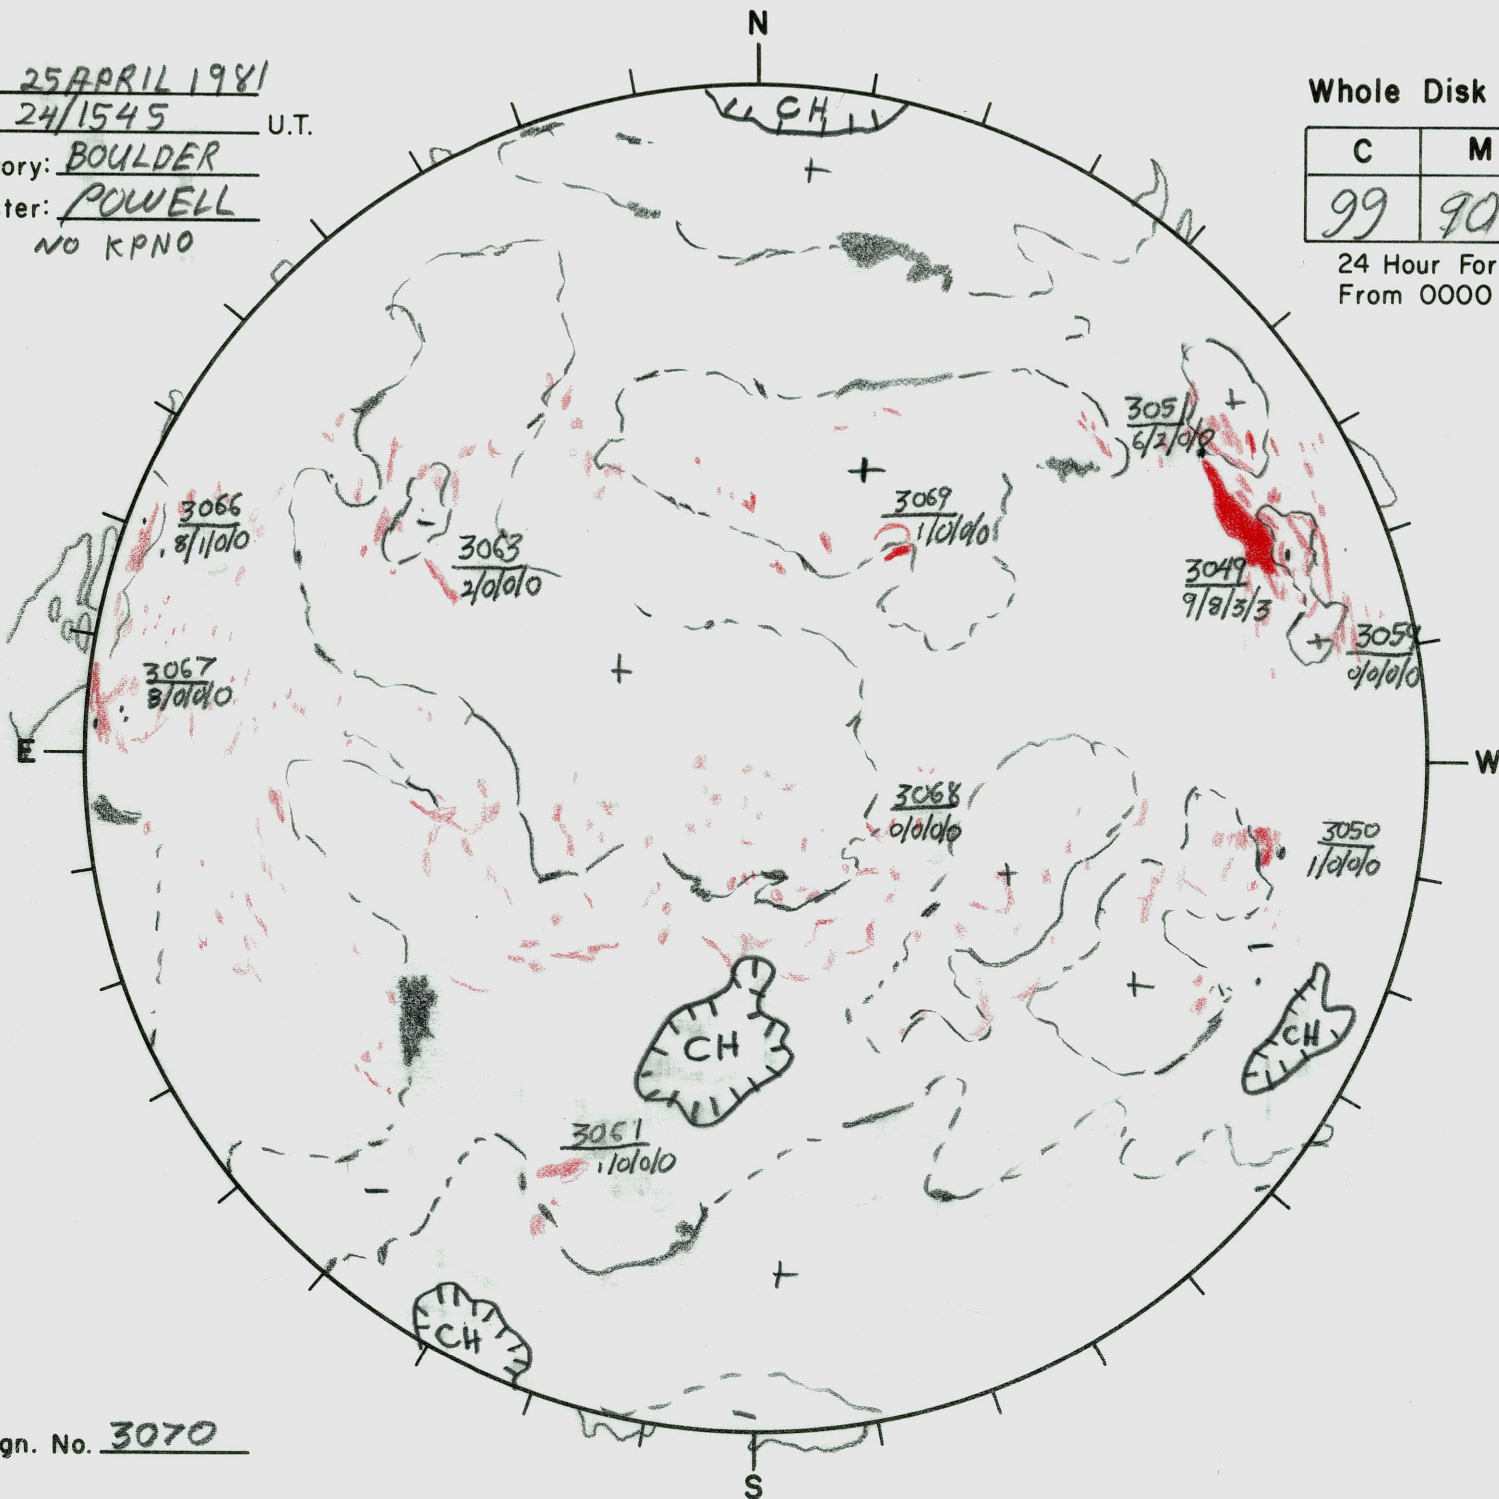 N
25 APRIL 1981
24/1545 U.T.
ory: BOULDER
ter: POWELL
NO KPNO
Whole Disk
C M
99 90
24 Hour For
From 0000
CH
3051
6/2/0/0
3066
8/1/0/0
3069
1/0/0/0
3063
2/0/0/0
3049
9/8/3/3
3059
0/0/0/0
3067
8/0/0/0
E
W
3068
0/0/0/0
3050
1/0/0/0
CH
CH
3061
1/0/0/0
CH
gn. No. 3070
S